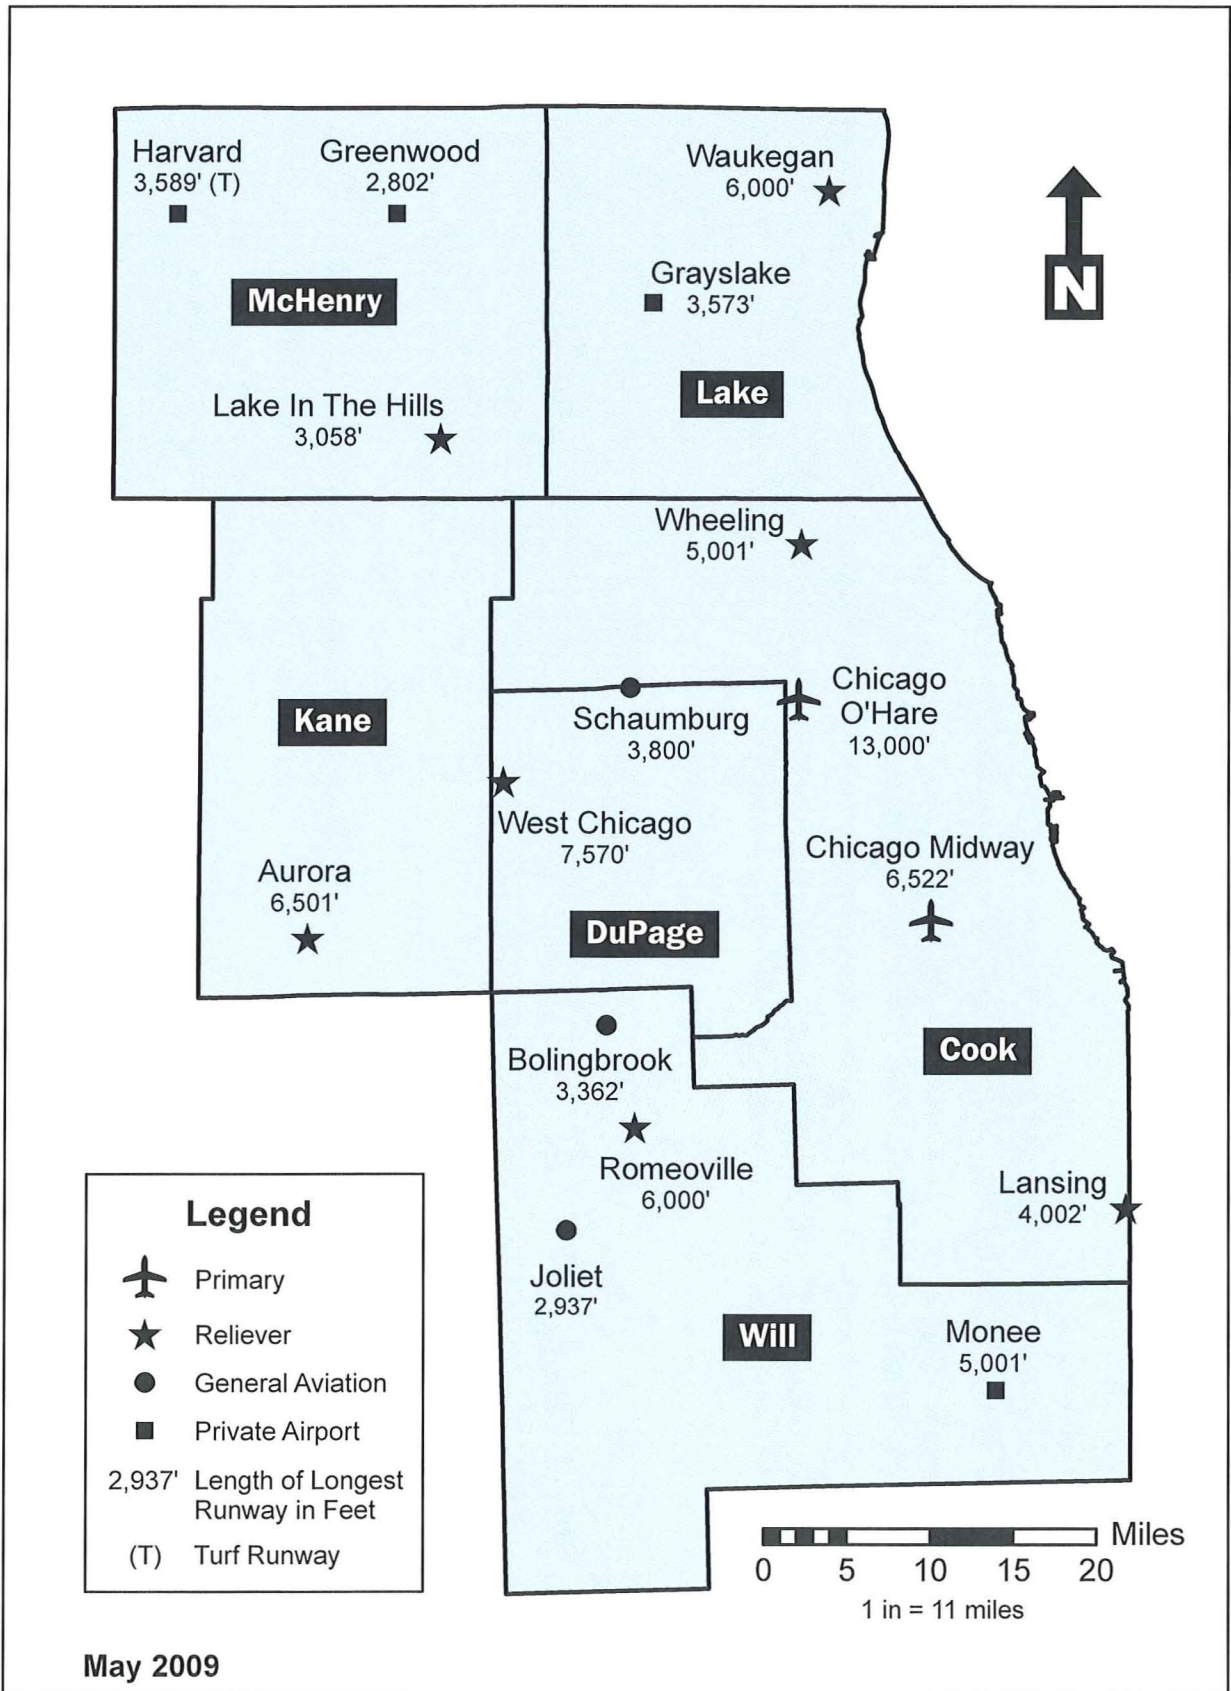 Harvard
3,589' (T)
Greenwood
2,802'
McHenry
Lake In The Hills
3,058'
Waukegan
6,000'
Grayslake
3,573'
Lake
N
Wheeling
5,001'
Kane
Schaumburg
3,800'
Chicago
O'Hare
13,000'
West Chicago
7,570'
Aurora
6,501'
DuPage
Chicago Midway
6,522'
Cook
Bolingbrook
3,362'
Romeoville
6,000'
Lansing
4,002'
Joliet
2,937'
Will
Monee
5,001'
Legend
Primary
Reliever
General Aviation
Private Airport
2,937' Length of Longest
Runway in Feet
(T) Turf Runway
Miles
0 5 10 15 20
1 in = 11 miles
May 2009